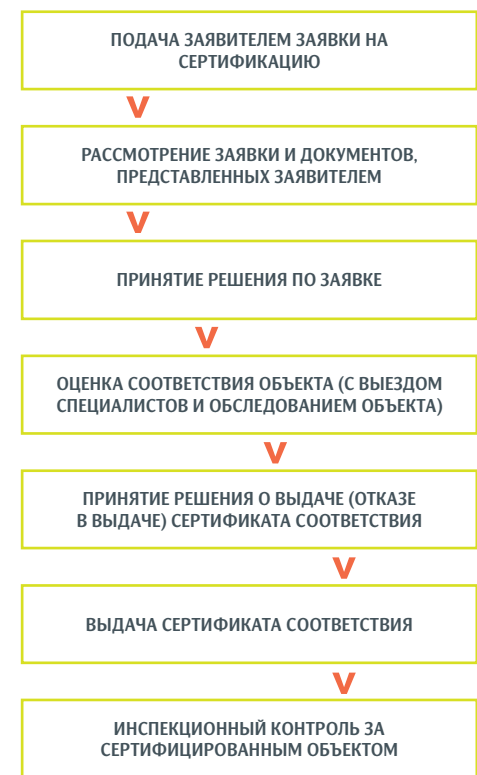 ПОДАЧА ЗАЯВИТЕЛЕМ ЗАЯВКИ НА
СЕРТИФИКАЦИЮ
РАССМОТРЕНИЕ ЗАЯВКИ И ДОКУМЕНТОВ,
ПРЕДСТАВЛЕННЫХ ЗАЯВИТЕЛЕМ
ПРИНЯТИЕ РЕШЕНИЯ ПО ЗАЯВКЕ
ОЦЕНКА СООТВЕТСТВИЯ ОБЪЕКТА (С ВЫЕЗДОМ
СПЕЦИАЛИСТОВ И ОБСЛЕДОВАНИЕМ ОБЪЕКТА)
ПРИНЯТИЕ РЕШЕНИЯ О ВЫДАЧЕ (ОТКАЗЕ
В ВЫДАЧЕ) СЕРТИФИКАТА СООТВЕТСТВИЯ
ВЫДАЧА СЕРТИФИКАТА СООТВЕТСТВИЯ
ИНСПЕКЦИОННЫЙ КОНТРОЛЬ ЗА
СЕРТИФИЦИРОВАННЫМ ОБЪЕКТОМ